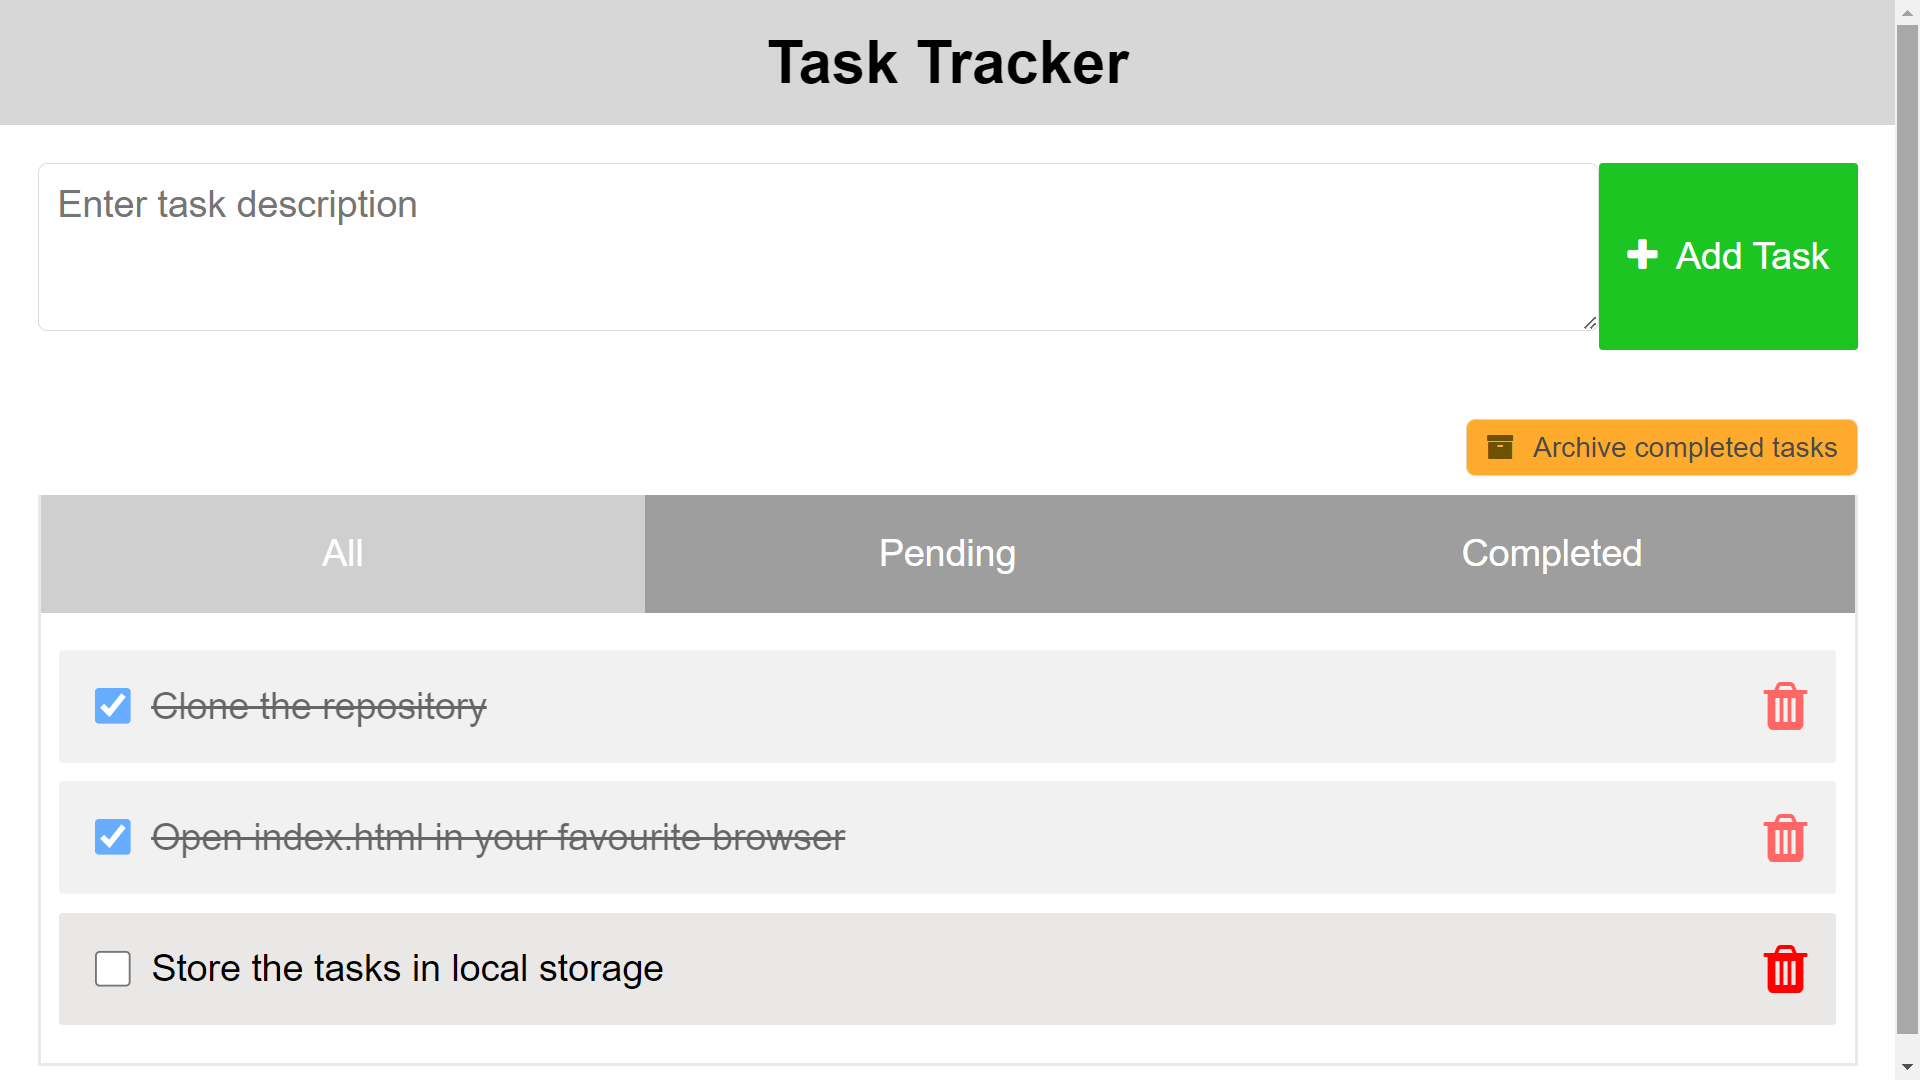 Task Tracker
Enter task description
Add Task
Archive completed tasks
All
Pending
Completed
Clone the repository
Open index.html in your favourite browser
Store the tasks in local storage